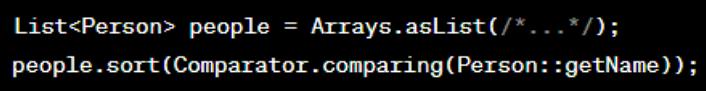 List<Person> people = Arrays.asList(/*...*/);
people.sort(Comparator.comparing(Person::getName));